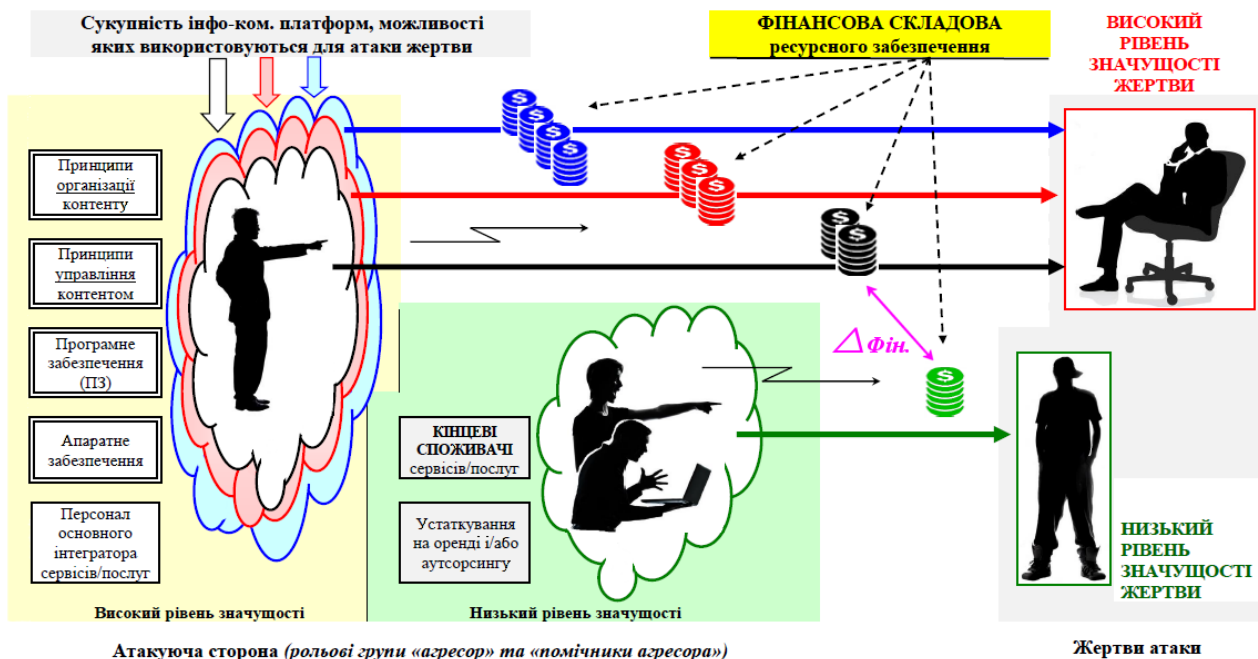 Сукупність інфо-ком. платформ, можливості
яких використовуються для атаки жертви
ФІНАНСОВА СКЛАДОВА
ресурсного забезпечення
ВИСОКИЙ
РІВЕНЬ
ЗНАЧУЩОСТІ
ЖЕРТВИ
Принципи
організації
контенту
Принципи
управління
контентом
Програмне
забезпечення
(ПЗ)
Апаратне
забезпечення
Персонал
основного
інтегратора
сервісів/послуг
Високий рівень значущості
$
$
$
$
$
$
$
$
$
△ Фін.
$
КІНЦЕВІ
СПОЖИВАЧІ
сервісів/послуг
Устаткування
на оренді і/або
аутсорсингу
Низький рівень значущості
НИЗЬКИЙ
РІВЕНЬ
ЗНАЧУЩОСТІ
ЖЕРТВИ
Атакуюча сторона (рольові групи «агресор» та «помічники агресора»)
Жертви атаки